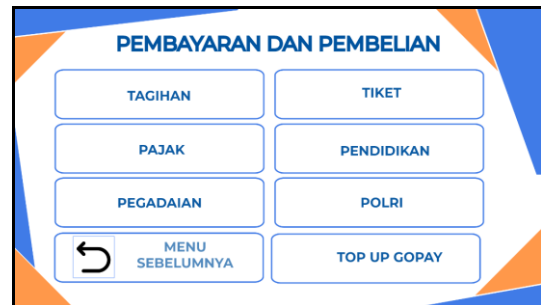 PEMBAYARAN DAN PEMBELIAN
TAGIHAN
TIKET
PAJAK
PENDIDIKAN
PEGADAIAN
POLRI
MENU
SEBELUMNYA
TOP UP GOPAY